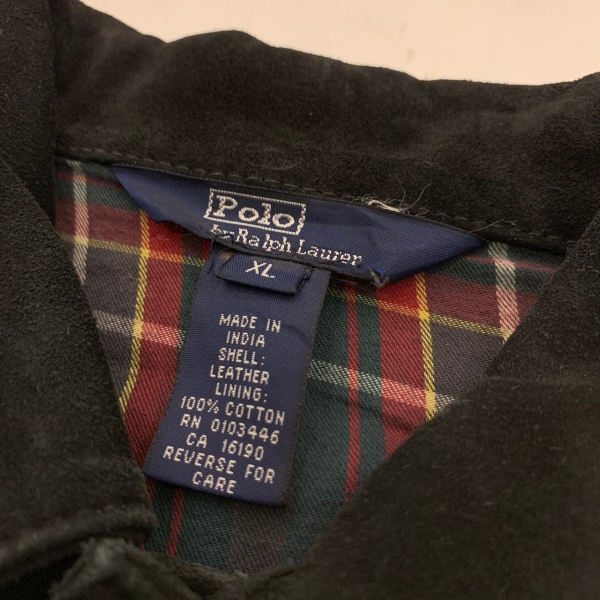 Polo
by Ralph Lauren
XL
MADE IN
INDIA
SHELL:
LEATHER
LINING:
100% COTTON
RN 0103446
CA 16190
REVERSE FOR
CARE